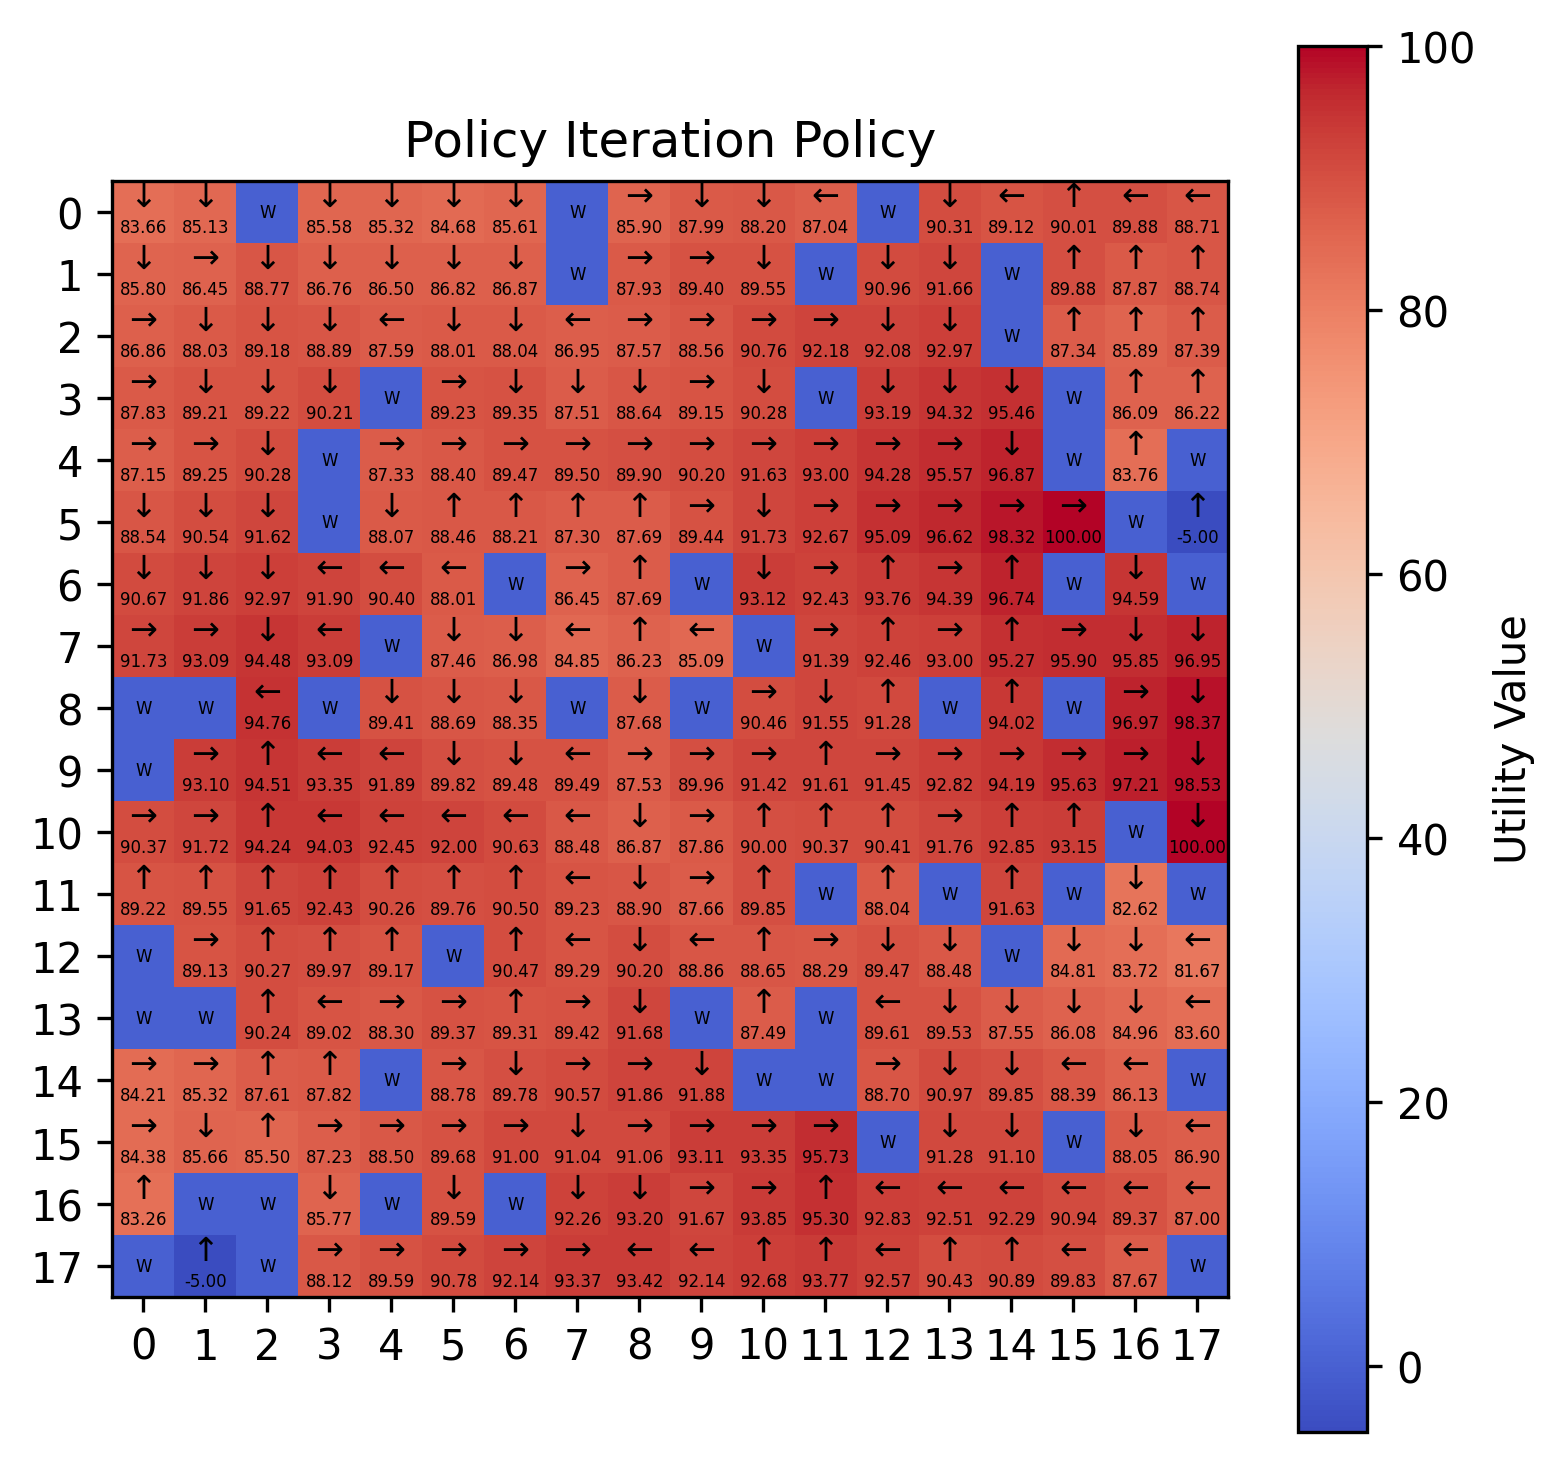 Policy Iteration Policy
0 ↓ ↓ W ↓ ↓ ↓ ↓ W → ↓ ↓ ← W ↓ ← ↑ ← ←
83.66 85.13 85.58 85.32 84.68 85.61 85.90 87.99 88.20 87.04 90.31 89.12 90.01 89.88 88.71
1 ↓ → ↓ ↓ ↓ ↓ ↓ W → → ↓ W ↓ ↓ W ↑ ↑ ↑
85.80 86.45 88.77 86.76 86.50 86.82 86.87 87.93 89.40 89.55 90.96 91.66 89.88 87.87 88.74
2 → ↓ ↓ ↓ ← ↓ ↓ ← → → → → ↓ ↓ W ↑ ↑ ↑
86.86 88.03 89.18 88.89 87.59 88.01 88.04 86.95 87.57 88.56 90.76 92.18 92.08 92.97 87.34 85.89 87.39
3 → ↓ ↓ ↓ W → ↓ ↓ ↓ → ↓ W ↓ ↓ ↓ W ↑ ↑
87.83 89.21 89.22 90.21 89.23 89.35 87.51 88.64 89.15 90.28 93.19 94.32 95.46 86.09 86.22
4 → → ↓ W → → → → → → → → → → ↓ W ↑ W
87.15 89.25 90.28 87.33 88.40 89.47 89.50 89.90 90.20 91.63 93.00 94.28 95.57 96.87 83.76
5 ↓ ↓ ↓ W ↓ ↑ ↑ ↑ ↑ → ↓ → → → → → W ↑
88.54 90.54 91.62 88.07 88.46 88.21 87.30 87.69 89.44 91.73 92.67 95.09 96.62 98.32 100.00 -5.00
6 ↓ ↓ ↓ ← ← ← W → ↑ W ↓ → ↑ → ↑ W ↓ W
90.67 91.86 92.97 91.90 90.40 88.01 86.45 87.69 93.12 92.43 93.76 94.39 96.74 94.59
7 → → ↓ ← W ↓ ↓ ← ↑ ← W → ↑ → ↑ → ↓ ↓
91.73 93.09 94.48 93.09 87.46 86.98 84.85 86.23 85.09 91.39 92.46 93.00 95.27 95.90 95.85 96.95
8 W W ← W ↓ ↓ ↓ W ↓ W → ↓ ↑ W ↑ W → ↓
94.76 89.41 88.69 88.35 87.68 90.46 91.55 91.28 94.02 96.97 98.37
9 W → ↑ ← ← ↓ ↓ ← → → → ↑ → → → → → ↓
93.10 94.51 93.35 91.89 89.82 89.48 89.49 87.53 89.96 91.42 91.61 91.45 92.82 94.19 95.63 97.21 98.53
10 → → ↑ ← ← ← ← ← ↓ → ↑ ↑ ↑ → ↑ ↑ W ↓
90.37 91.72 94.24 94.03 92.45 92.00 90.63 88.48 86.87 87.86 90.00 90.37 90.41 91.76 92.85 93.15 100.00
11 ↑ ↑ ↑ ↑ ↑ ↑ ↑ ← ↓ → ↑ W ↑ W ↑ W ↓ W
89.22 89.55 91.65 92.43 90.26 89.76 90.50 89.23 88.90 87.66 89.85 88.04 91.63 82.62
12 W → ↑ ↑ ↑ W ↑ ← ↓ ← ↑ → ↓ ↓ W ↓ ↓ ←
89.13 90.27 89.97 89.17 90.47 89.29 90.20 88.86 88.65 88.29 89.47 88.48 84.81 83.72 81.67
13 W W ↑ ← → → ↑ → ↓ W ↑ W ← ↓ ↓ ↓ ↓ ←
90.24 89.02 88.30 89.37 89.31 89.42 91.68 87.49 89.61 89.53 87.55 86.08 84.96 83.60
14 → → ↑ ↑ W → ↓ → → ↓ W W → ↓ ↓ ← ← W
84.21 85.32 87.61 87.82 88.78 89.78 90.57 91.86 91.88 88.70 90.97 89.85 88.39 86.13
15 → ↓ ↑ → → → → ↓ → → → → W ↓ ↓ W ↓ ←
84.38 85.66 85.50 87.23 88.50 89.68 91.00 91.04 91.06 93.11 93.35 95.73 91.28 91.10 88.05 86.90
16 ↑ W W ↓ W ↓ W ↓ ↓ → → ↑ ← ← ← ← ← ←
83.26 85.77 89.59 92.26 93.20 91.67 93.85 95.30 92.83 92.51 92.29 90.94 89.37 87.00
17 W ↑ W → → → → → ← ← ↑ ↑ ← ↑ ↑ ← ← W
-5.00 88.12 89.59 90.78 92.14 93.37 93.42 92.14 92.68 93.77 92.57 90.43 90.89 89.83 87.67
0 1 2 3 4 5 6 7 8 9 10 11 12 13 14 15 16 17
100
80
60
40
20
0
Utility Value